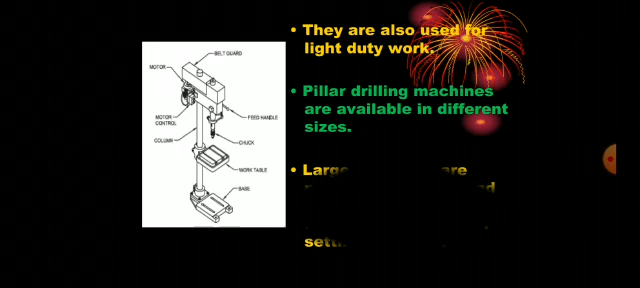 BELT GUARD
MOTOR
MOTOR
CONTROL
FEED HANDLE
COLUMN
CHUCK
WORK TABLE
BASE
• They are also used for
light duty work.
• Pillar drilling machines
are available in different
sizes.
• Large
are